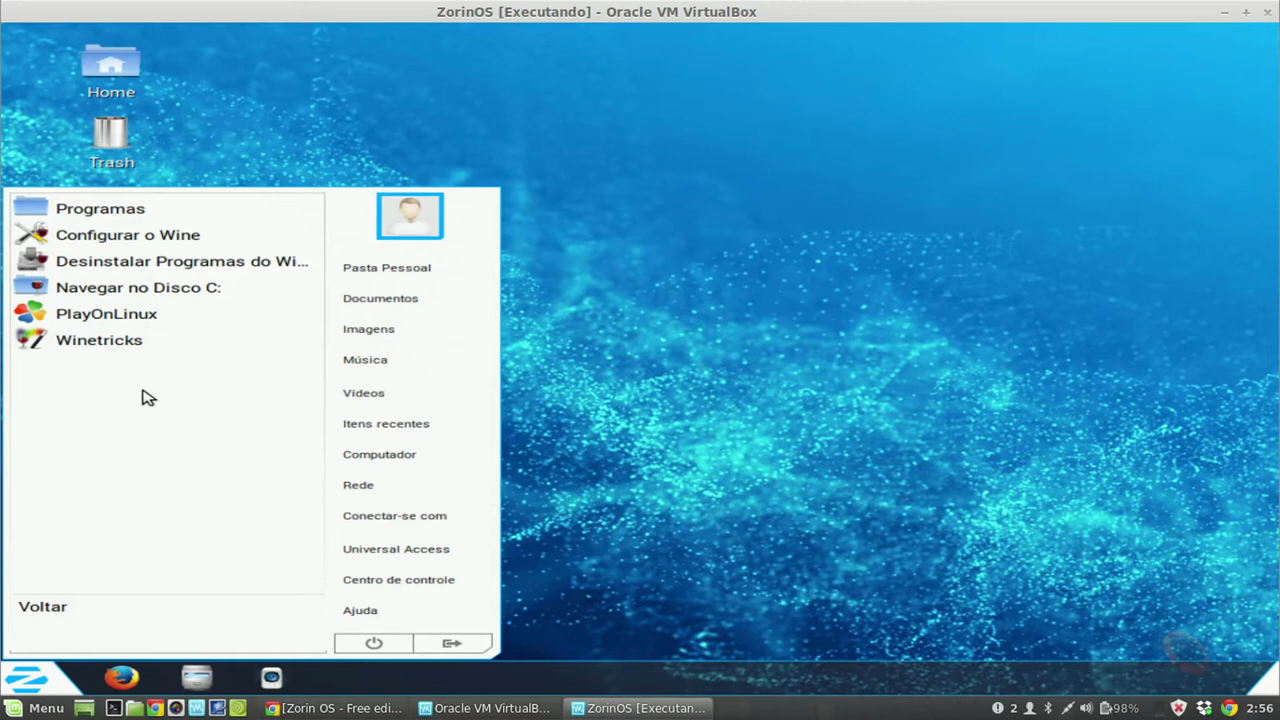 ZorinOS [Executando] - Oracle VM VirtualBox
Home
Trash
Programas
Configurar o Wine
Desinstalar Programas do Wi...
Navegar no Disco C:
PlayOnLinux
Winetricks
Voltar
Pasta Pessoal
Documentos
Imagens
Música
Vídeos
Itens recentes
Computador
Rede
Conectar-se com
Universal Access
Centro de controle
Ajuda
Menu
[Zorin OS - Free edi...
Oracle VM VirtualB...
ZorinOS [Executan...
2
98%
2:56